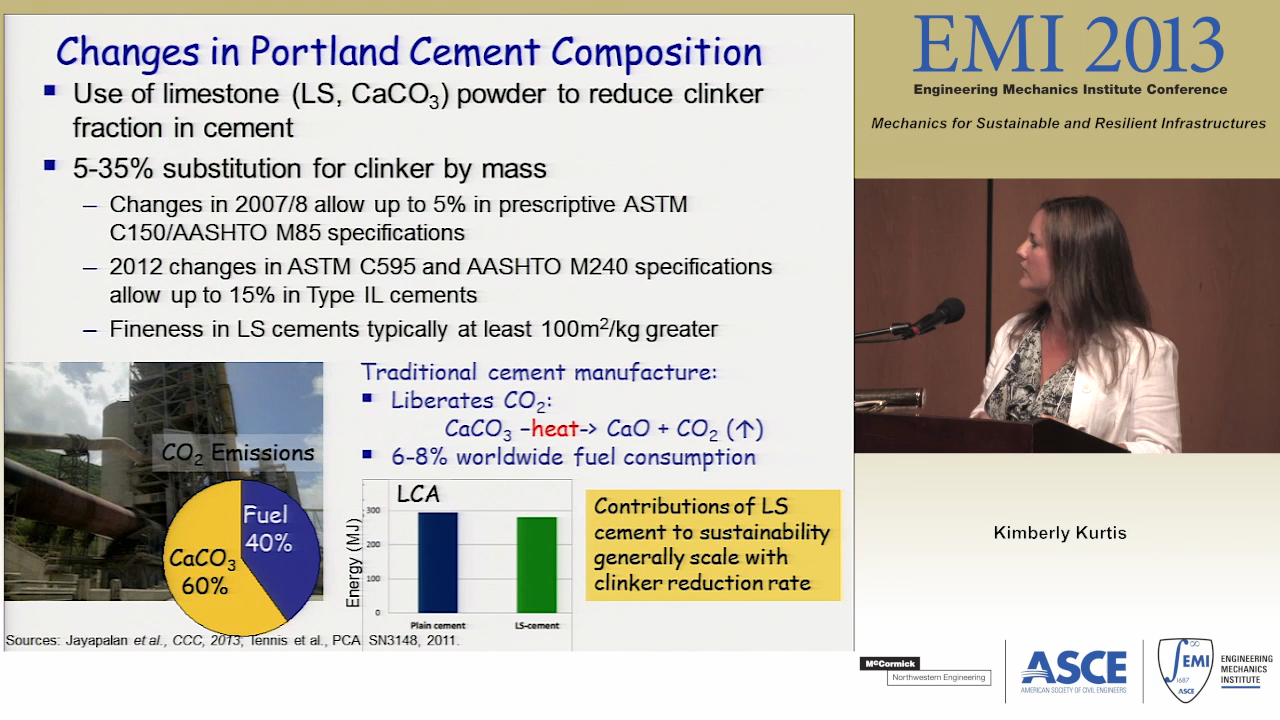 Changes in Portland Cement Composition
Use of limestone (LS, CaCO3) powder to reduce clinker
fraction in cement
5-35% substitution for clinker by mass
– Changes in 2007/8 allow up to 5% in prescriptive ASTM
C150/AASHTO M85 specifications
– 2012 changes in ASTM C595 and AASHTO M240 specifications
allow up to 15% in Type IL cements
– Fineness in LS cements typically at least 100m²/kg greater
Traditional cement manufacture:
Liberates CO2:
CaCO3 –heat-> CaO + CO2 (↑)
6-8% worldwide fuel consumption
CO2 Emissions
Fuel
40%
CaCO3
60%
LCA
Energy (MJ)
300
200
100
0
Plain cement
LS-cement
Contributions of LS
cement to sustainability
generally scale with
clinker reduction rate
Sources: Jayapalan et al., CCC, 2013, Tennis et al., PCA SN3148, 2011.
EMI 2013
Engineering Mechanics Institute Conference
Mechanics for Sustainable and Resilient Infrastructures
Kimberly Kurtis
McCormick
Northwestern Engineering
ASCE
AMERICAN SOCIETY OF CIVIL ENGINEERS
EMI
1687
ASCE
ENGINEERING
MECHANICS
INSTITUTE